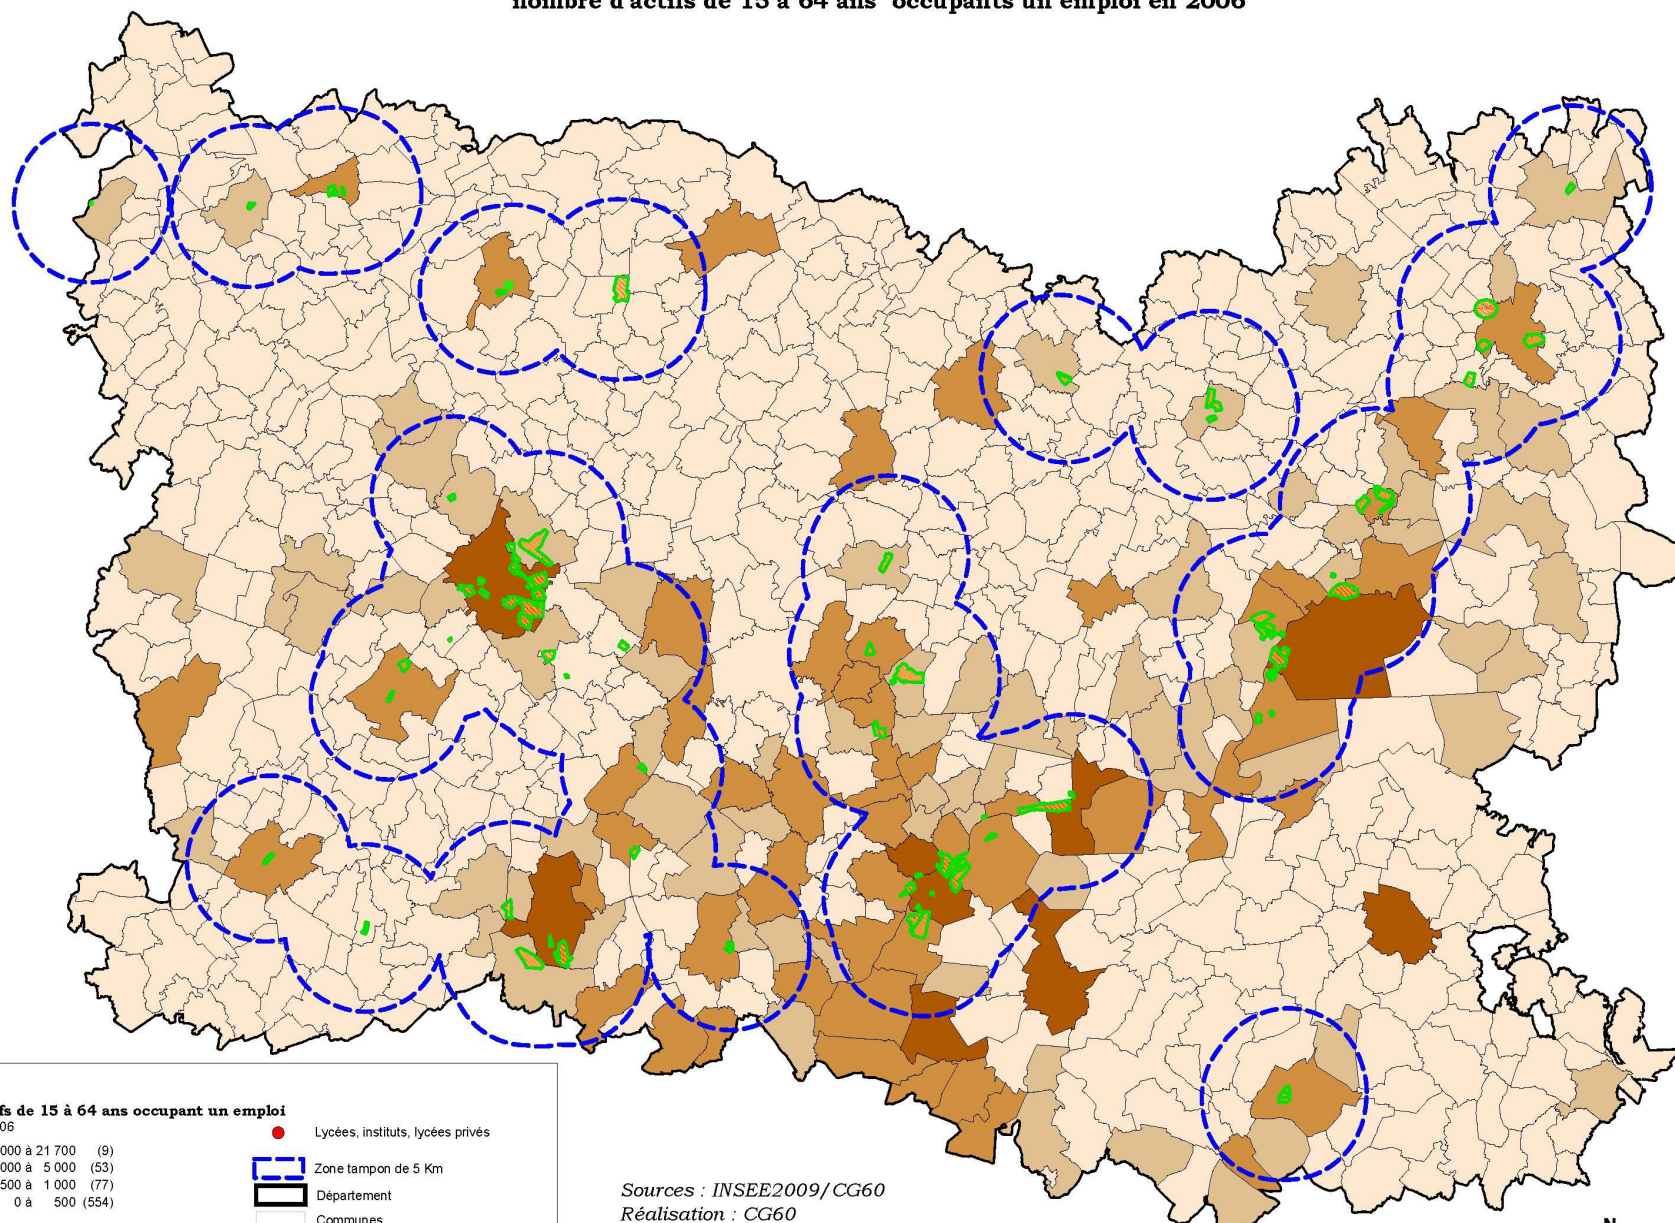 nombre d'actifs de 15 à 64 ans occupants un emploi en 2006
fs de 15 à 64 ans occupant un emploi
06
000 à 21 700 (9)
000 à 5 000 (53)
500 à 1 000 (77)
0 à 500 (554)
Lycées, instituts, lycées privés
Zone tampon de 5 Km
Département
Communes
Sources : INSEE2009/CG60
Réalisation : CG60
N